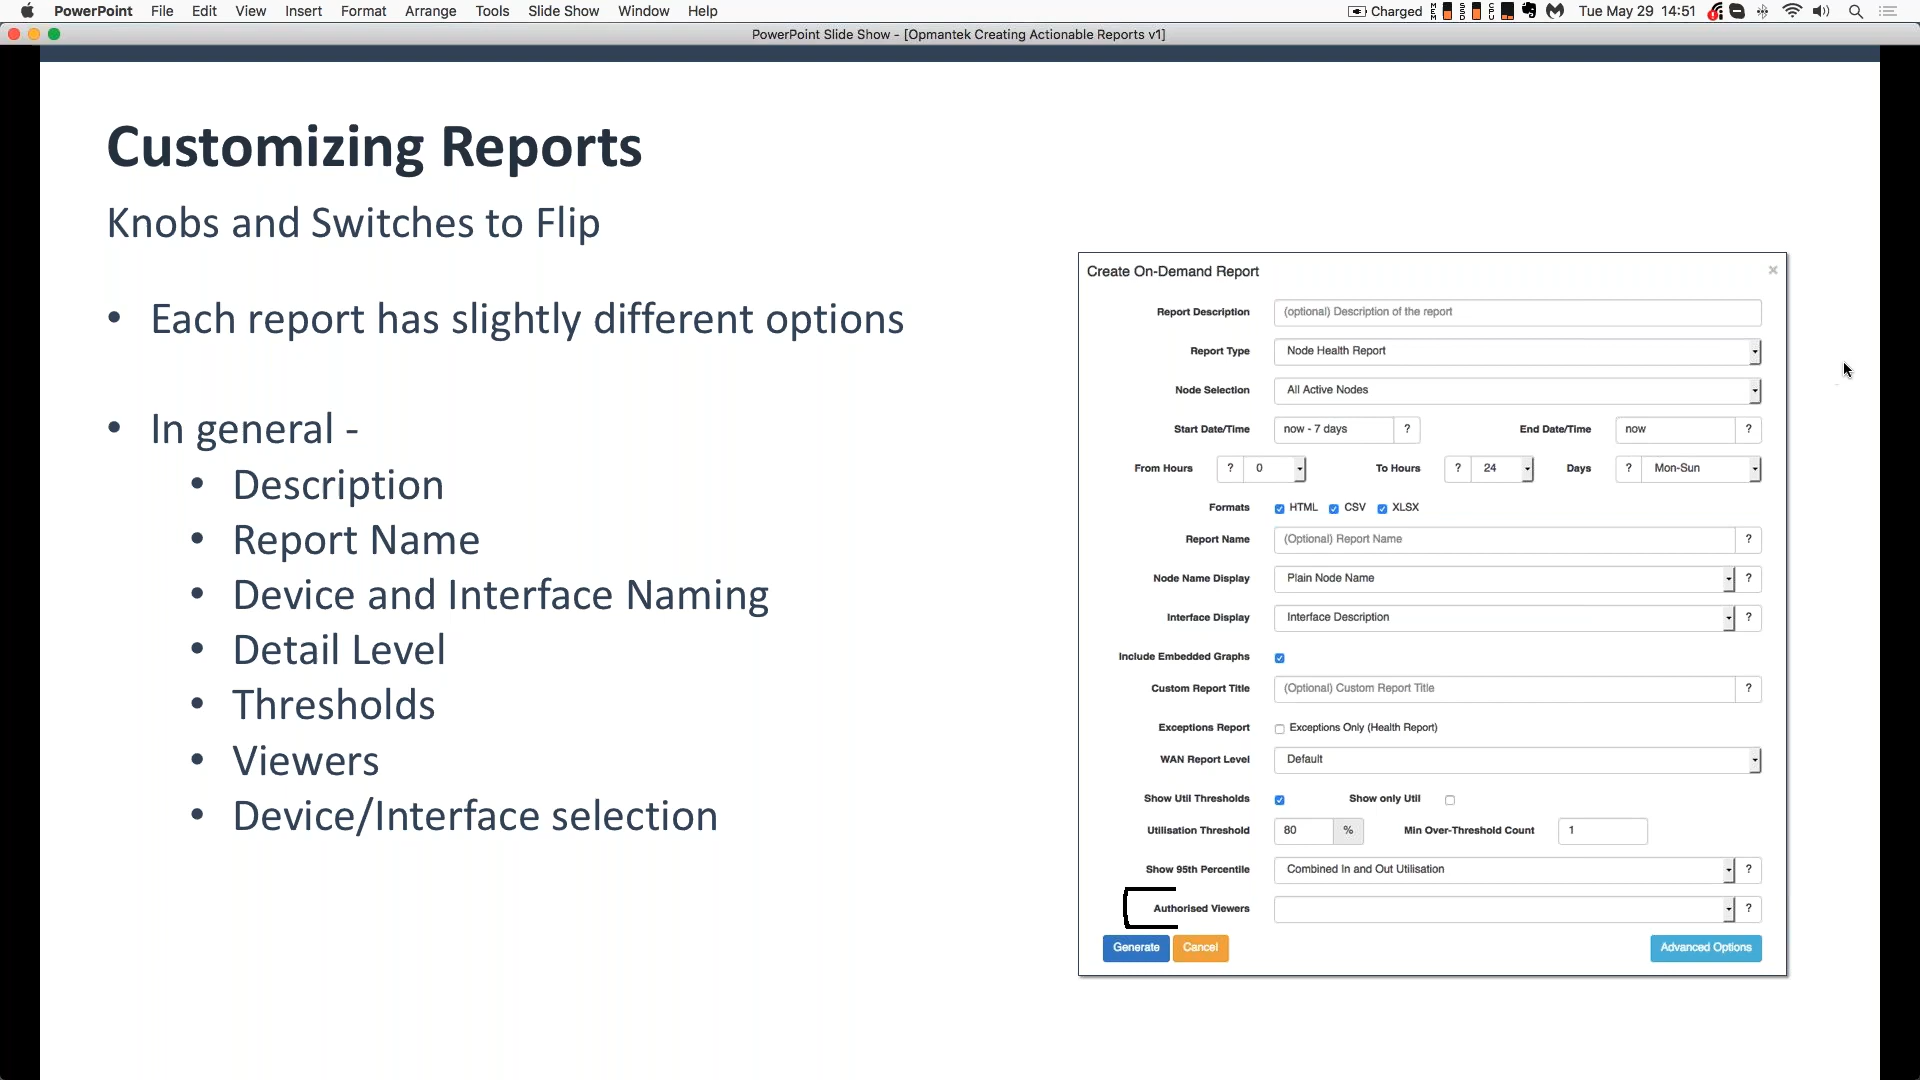 PowerPoint File Edit View Insert Format Arrange Tools Slide Show Window Help Charged MEM SSD CPU Tue May 29 14:51
PowerPoint Slide Show - [Opmantek Creating Actionable Reports v1]
Customizing Reports
Knobs and Switches to Flip
• Each report has slightly different options
• In general -
• Description
• Report Name
• Device and Interface Naming
• Detail Level
• Thresholds
• Viewers
• Device/Interface selection
Create On-Demand Report ×
Report Description (optional) Description of the report
Report Type Node Health Report
Node Selection All Active Nodes
Start Date/Time now - 7 days ? End Date/Time now ?
From Hours ? 0 To Hours ? 24 Days ? Mon-Sun
Formats HTML CSV XLSX
Report Name (Optional) Report Name ?
Node Name Display Plain Node Name ?
Interface Display Interface Description ?
Include Embedded Graphs
Custom Report Title (Optional) Custom Report Title ?
Exceptions Report Exceptions Only (Health Report)
WAN Report Level Default
Show Util Thresholds Show only Util
Utilisation Threshold 80 % Min Over-Threshold Count 1
Show 95th Percentile Combined In and Out Utilisation ?
Authorised Viewers ?
Generate Cancel Advanced Options